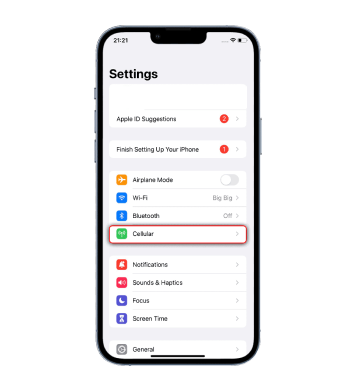 21:21
Settings
Apple ID Suggestions 2
Finish Setting Up Your iPhone 1
Airplane Mode
Wi-Fi Big Big
Bluetooth Off
Cellular
Notifications
Sounds & Haptics
Focus
Screen Time
General